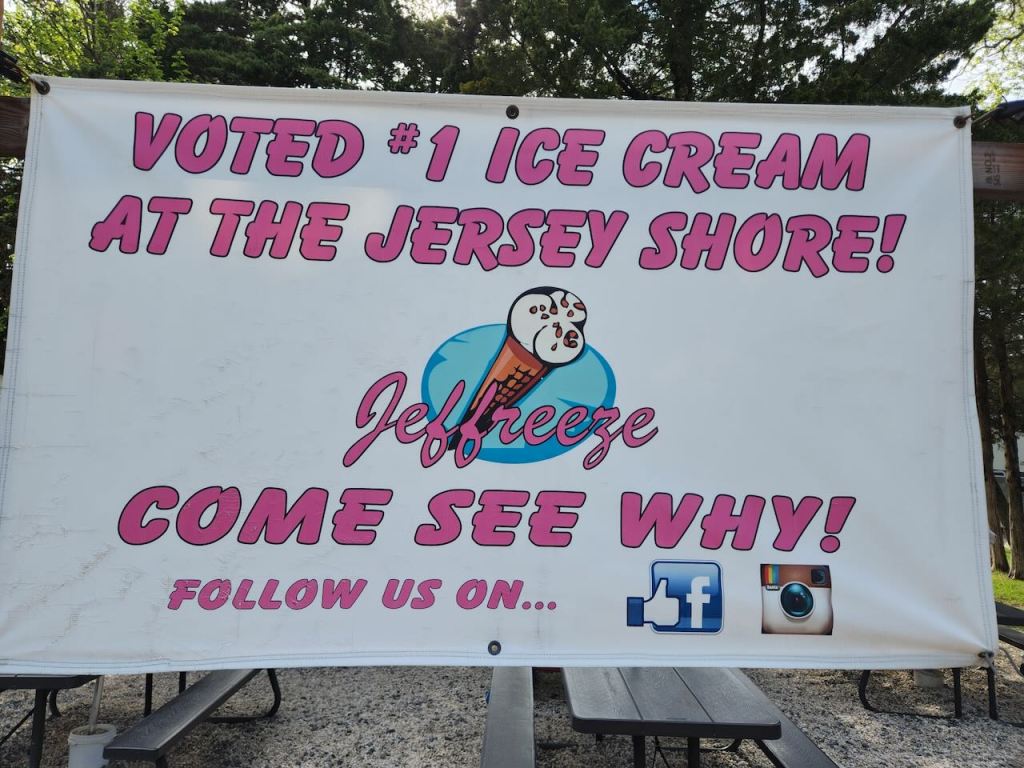 VOTED #1 ICE CREAM
AT THE JERSEY SHORE!
Jeffreeze
COME SEE WHY!
FOLLOW US ON...
f